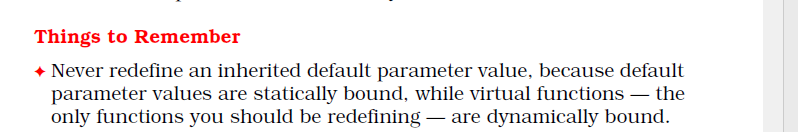 Things to Remember
✦ Never redefine an inherited default parameter value, because default
parameter values are statically bound, while virtual functions — the
only functions you should be redefining — are dynamically bound.